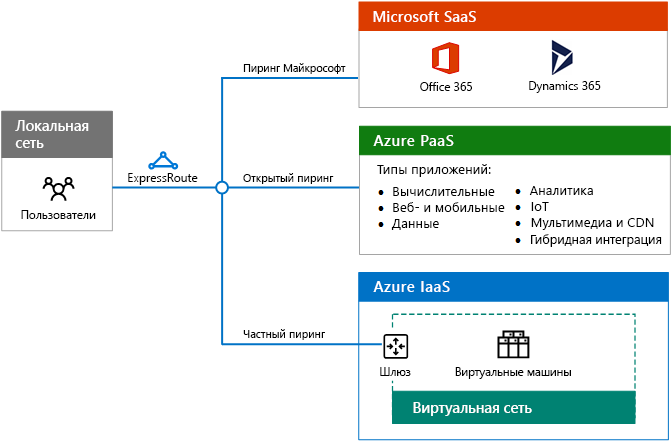 Локальная
сеть
Пользователи
ExpressRoute
Пиринг Майкрософт
Открытый пиринг
Частный пиринг
Microsoft SaaS
Office 365
Dynamics 365
Azure PaaS
Типы приложений:
• Вычислительные
• Веб- и мобильные
• Данные
• Аналитика
• IoT
• Мультимедиа и CDN
• Гибридная интеграция
Azure IaaS
Шлюз
Виртуальные машины
Виртуальная сеть